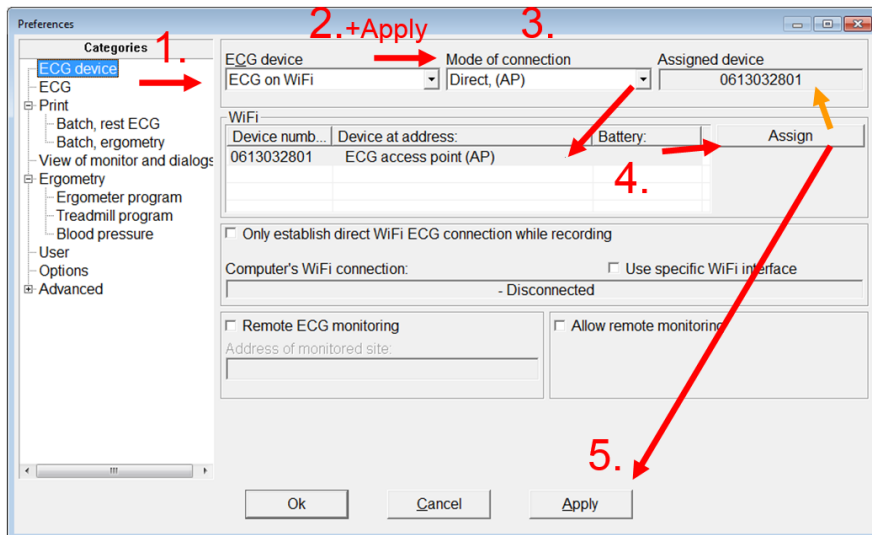 Preferences
Categories
ECG device
ECG
Print
Batch, rest ECG
Batch, ergometry
View of monitor and dialogs
Ergometry
Ergometer program
Treadmill program
Blood pressure
User
Options
Advanced
1.
2.+Apply
3.
ECG device
Mode of connection
Assigned device
ECG on WiFi
Direct, (AP)
0613032801
WiFi
Device numb... Device at address: Battery:
Assign
0613032801 ECG access point (AP)
4.
Only establish direct WiFi ECG connection while recording
Computer's WiFi connection:
Use specific WiFi interface
- Disconnected
Remote ECG monitoring
Allow remote monitoring
Address of monitored site:
5.
Ok
Cancel
Apply